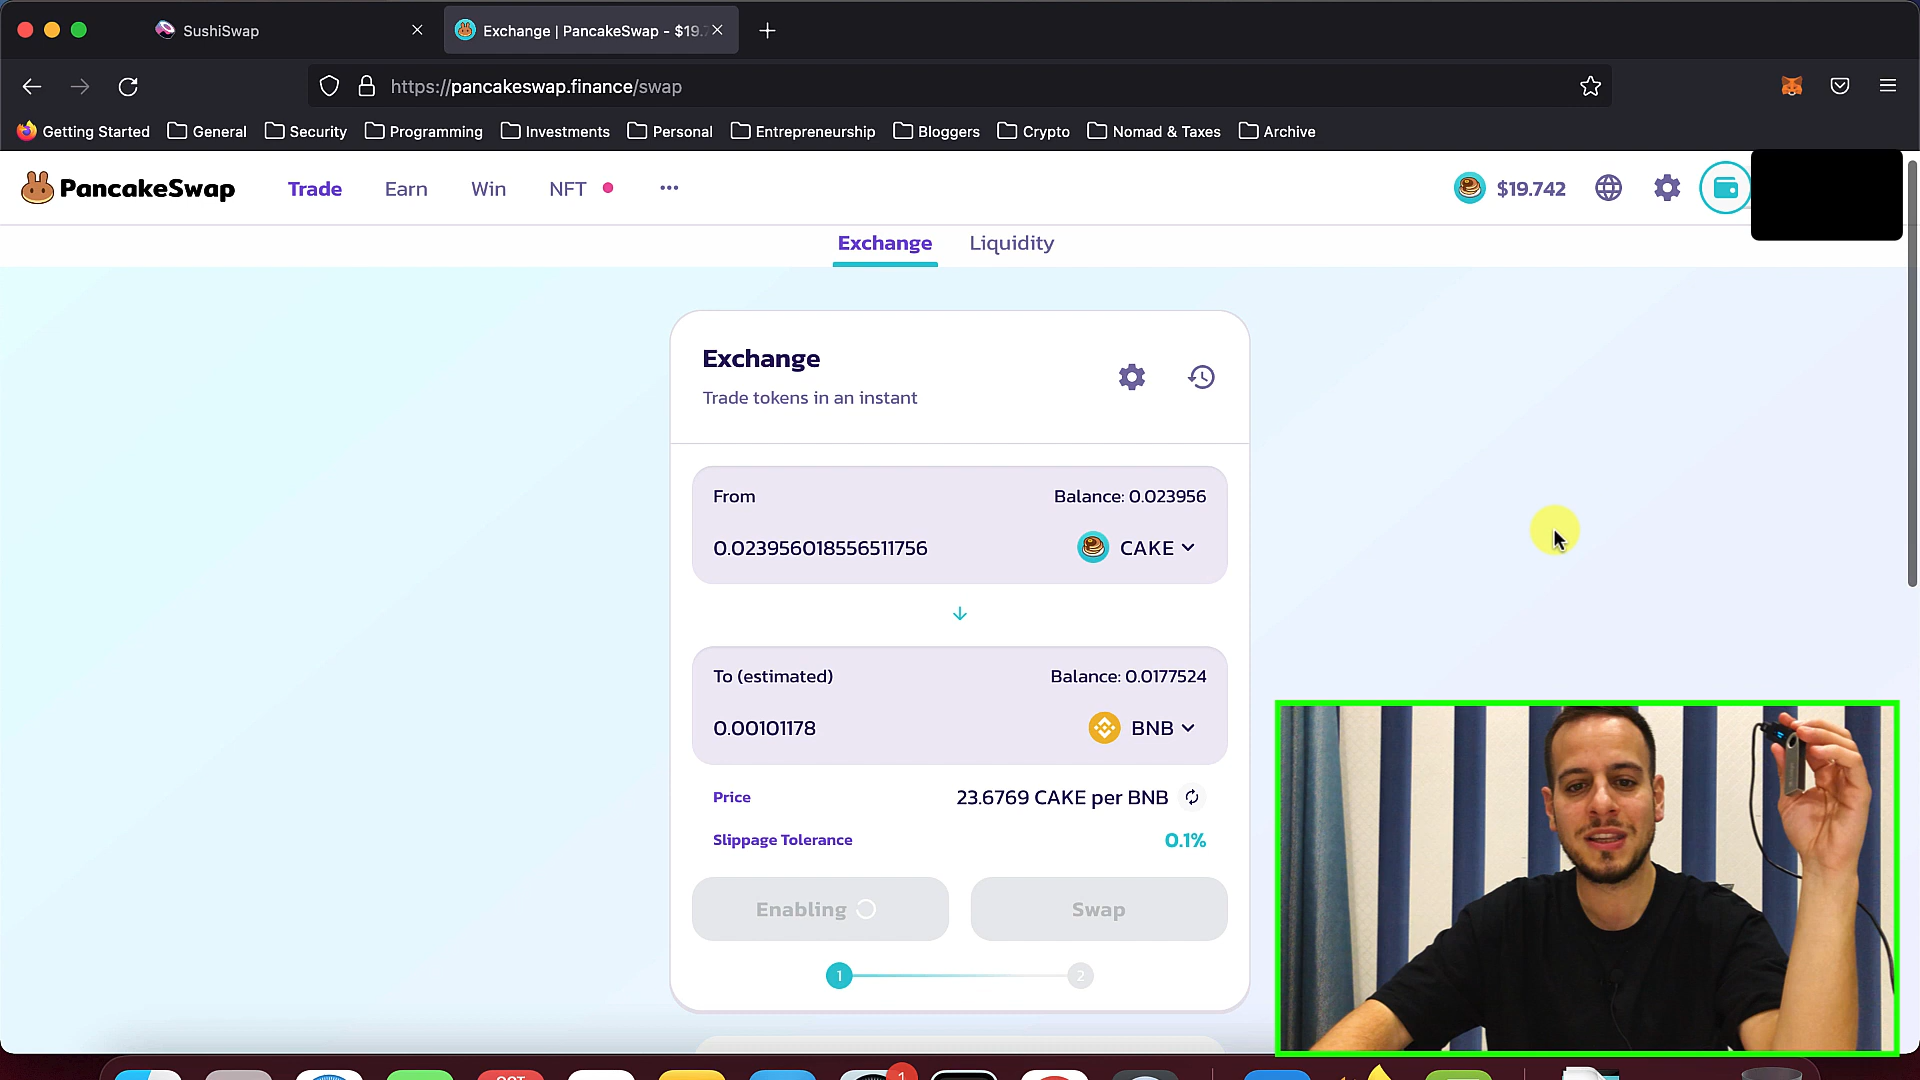 SushiSwap
Exchange | PancakeSwap - $19.7
https://pancakeswap.finance/swap
Getting Started General Security Programming Investments Personal Entrepreneurship Bloggers Crypto Nomad & Taxes Archive
PancakeSwap Trade Earn Win NFT $19.742
Exchange Liquidity
Exchange
Trade tokens in an instant
From Balance: 0.023956
0.023956018556511756 CAKE
To (estimated) Balance: 0.0177524
0.00101178 BNB
Price 23.6769 CAKE per BNB
Slippage Tolerance 0.1%
Enabling Swap
1 2
1